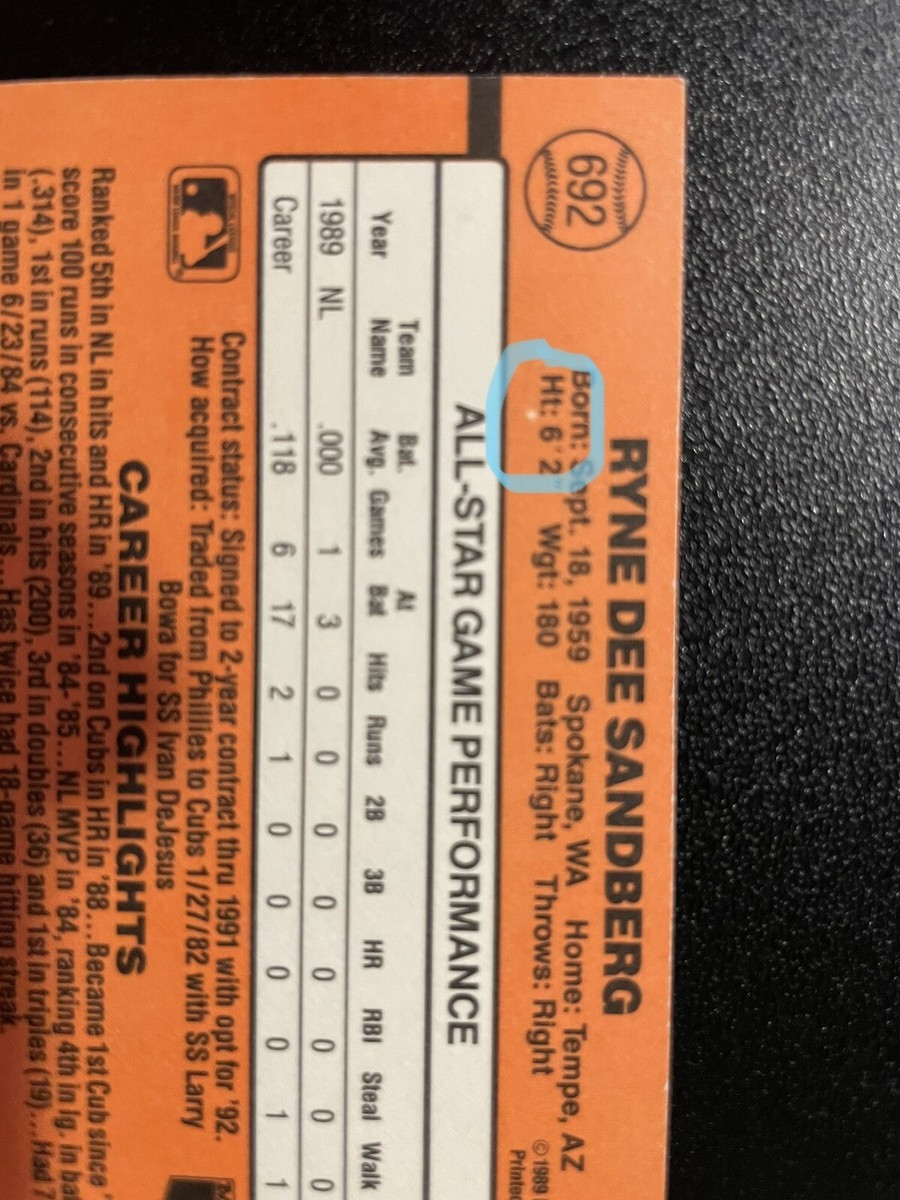 692
RYNE DEE SANDBERG
Born: Sept. 18, 1959 Spokane, WA Home: Tempe, AZ
Ht: 6' 2" Wgt: 180 Bats: Right Throws: Right
©1989
ALL-STAR GAME PERFORMANCE
Year Team Name Bat. Avg. Games At Bat Hits Runs 2B 3B HR RBI Steal Walk
1989 NL .000 1 3 0 0 0 0 0 0 0 0
Career .118 6 17 2 1 0 0 0 0 1 1
Contract status: Signed to 2-year contract thru 1991 with opt for '92.
How acquired: Traded from Phillies to Cubs 1/27/82 with SS Larry
Bowa for SS Ivan DeJesus
CAREER HIGHLIGHTS
Ranked 5th in NL in hits and HR in '89...2nd on Cubs in HR in '88...Became 1st Cub since
score 100 runs in consecutive seasons in '84-'85...NL MVP in '84, ranking 4th in lg. in
(.314), 1st in runs (114), 2nd in hits (200), 3rd in doubles (36) and 1st in triples (19)... Had
in 1 game 6/23/84 vs. Cardinals...Has twice had 18-game hitting streak